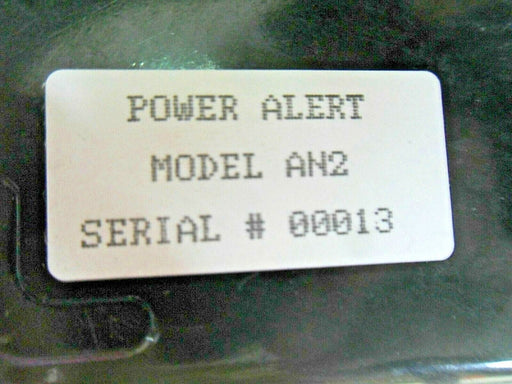 POWER ALERT
MODEL AN2
SERIAL # 00013